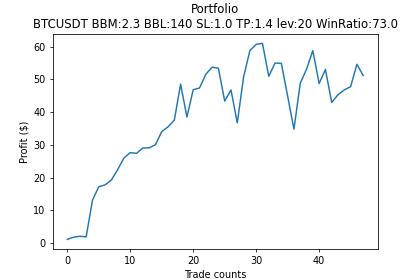 Portfolio
BTCUSDT BBM:2.3 BBL:140 SL:1.0 TP:1.4 lev:20 WinRatio:73.0
60
50
40
30
20
10
0
Profit ($)
0 10 20 30 40
Trade counts